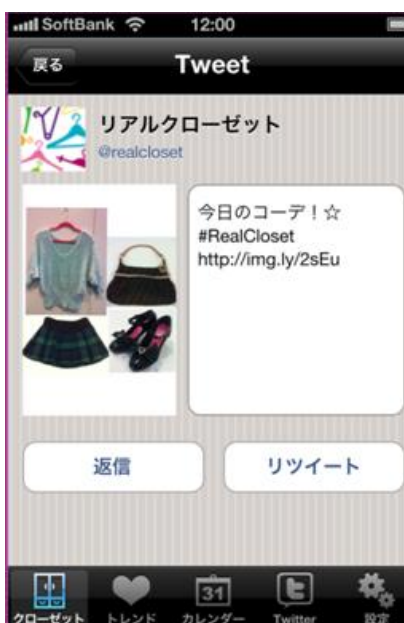 SoftBank 12:00
戻る Tweet
リアルクローゼット
@realcloset
今日のコーデ！☆
#RealCloset
http://img.ly/2sEu
返信 リツイート
31
クローゼット トレンド カレンダー Twitter 設定